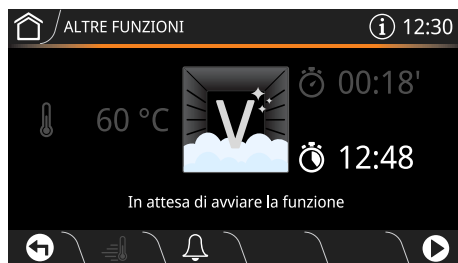 ALTRE FUNZIONI
i 12:30
00:18'
60 °C
V
12:48
In attesa di avviare la funzione